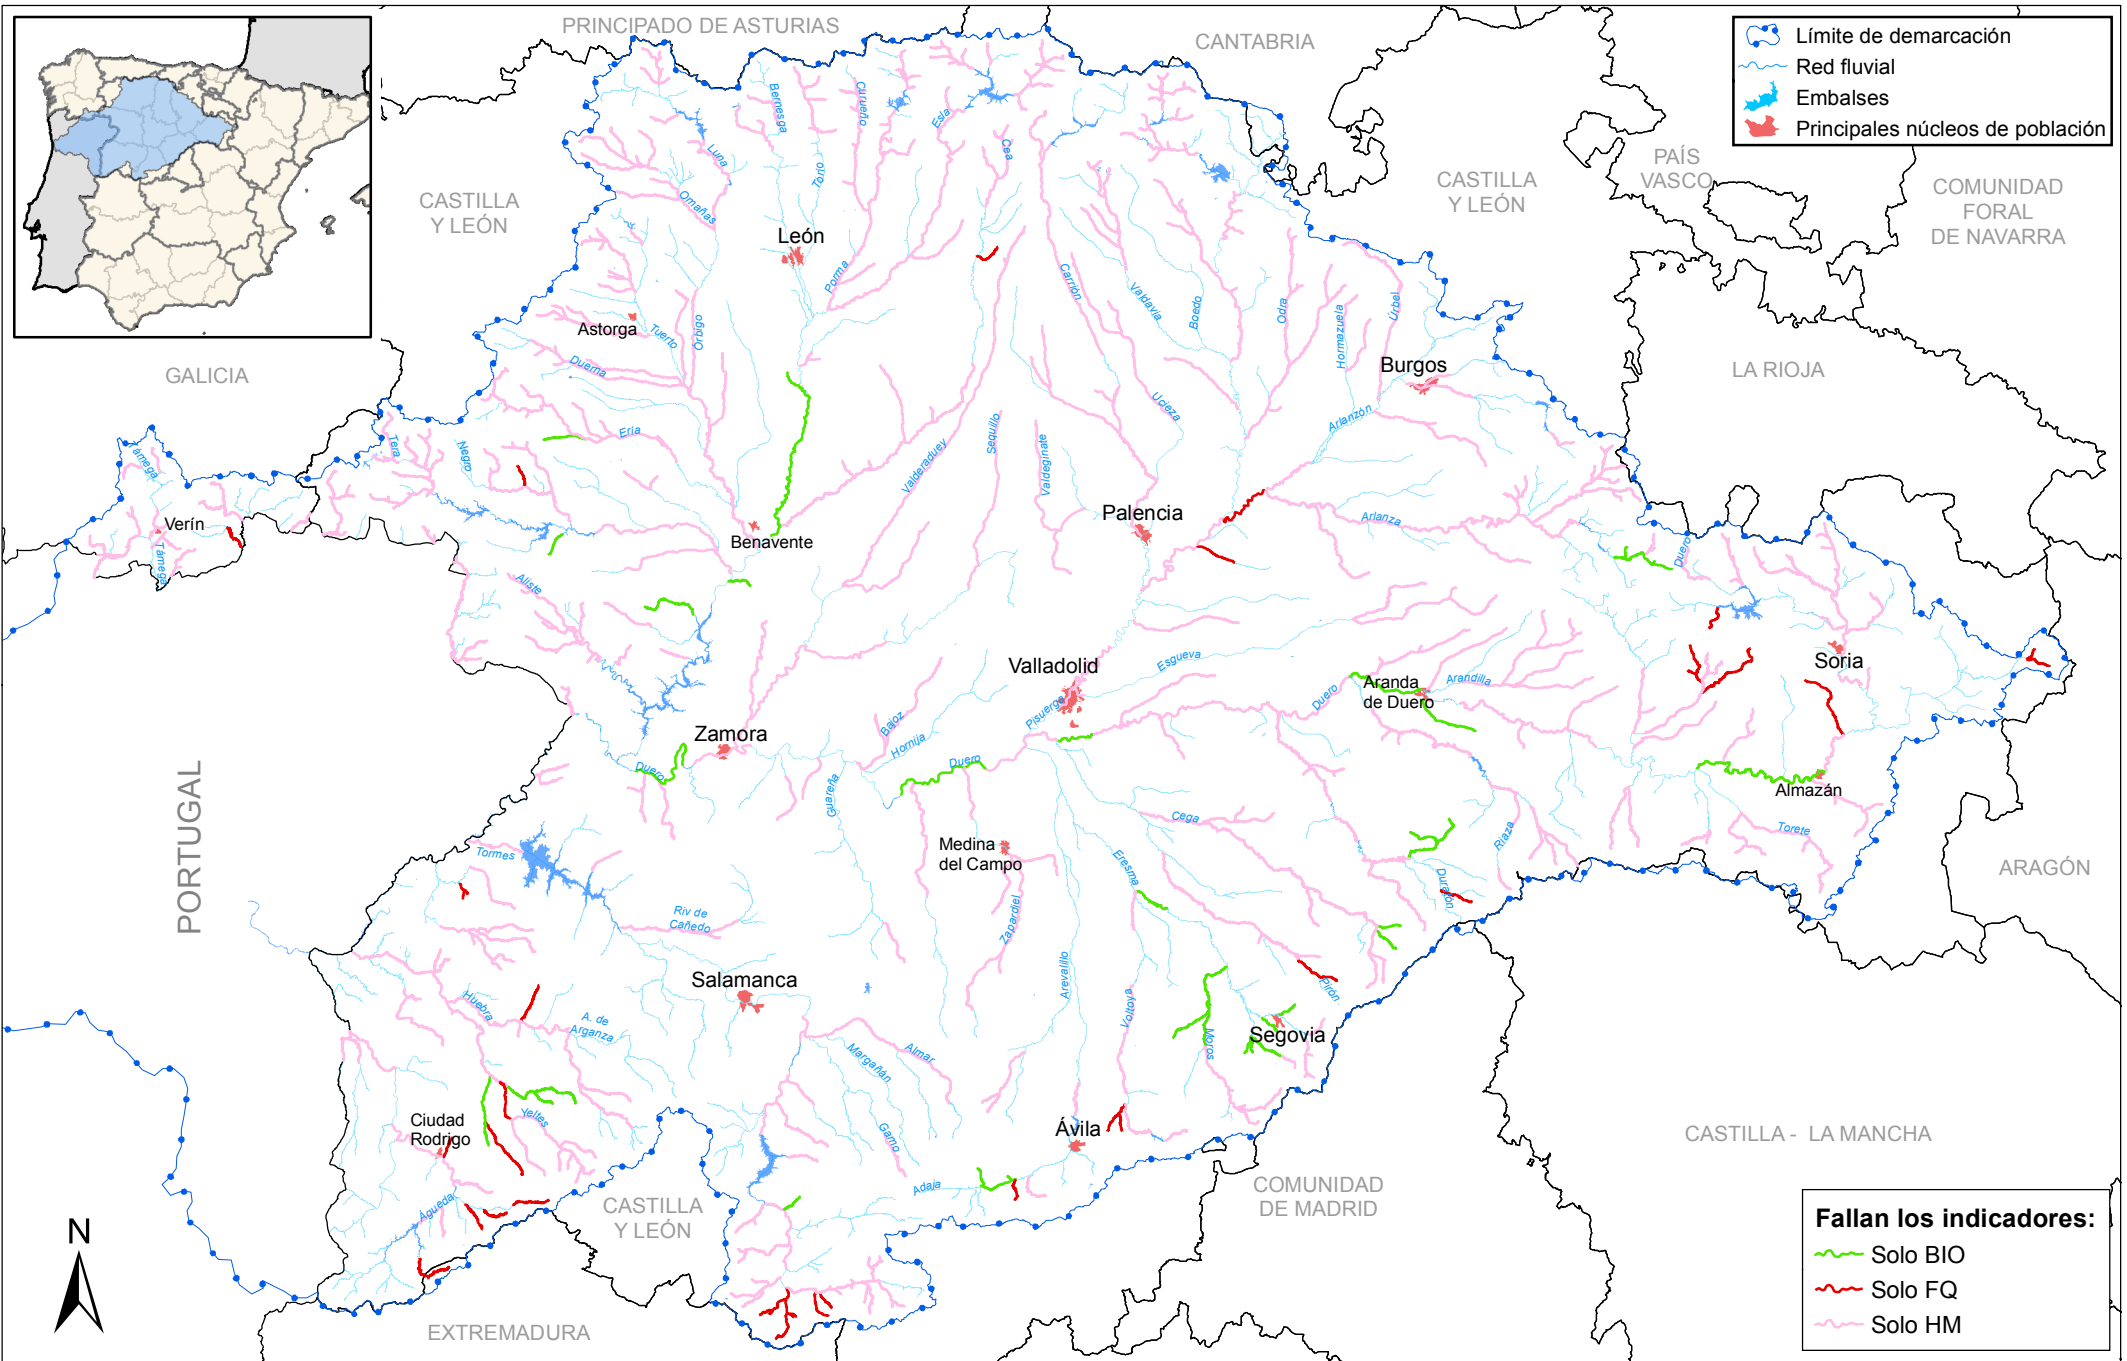 PRINCIPADO DE ASTURIAS
CANTABRIA
Límite de demarcación
Red fluvial
Embalses
Principales núcleos de población
CASTILLA
Y LEÓN
CASTILLA
Y LEÓN
PAÍS
VASCO
COMUNIDAD
FORAL
DE NAVARRA
GALICIA
LA RIOJA
ARAGÓN
PORTUGAL
CASTILLA - LA MANCHA
COMUNIDAD
DE MADRID
CASTILLA
Y LEÓN
EXTREMADURA
Bernesga
Torío
Curueño
Esla
Cea
Luna
Omañas
León
Porma
Carrión
Valdavia
Boedo
Odra
Hormazuela
Úrbel
Astorga
Tuerto
Órbigo
Duerna
Burgos
Arlanzón
Ucieza
Eria
Tera
Negro
Támega
Verín
Támega
Valderaduey
Sequillo
Valdeginate
Palencia
Arlanza
Benavente
Duero
Aliste
Valladolid
Esgueva
Pisuerga
Aranda
de Duero
Arandilla
Duero
Soria
Zamora
Bajoz
Hornija
Duero
Duero
Guareña
Almazán
Torete
Medina
del Campo
Cega
Eresma
Riaza
Duratón
Tormes
Riv de
Cañedo
Zapardiel
Arevalillo
Salamanca
Voltoya
Moros
Pirón
Segovia
Huebra
A. de
Arganza
Margañán
Almar
Ciudad
Rodrigo
Yeltes
Gamo
Ávila
Adaja
Águeda
N
Fallan los indicadores:
Solo BIO
Solo FQ
Solo HM